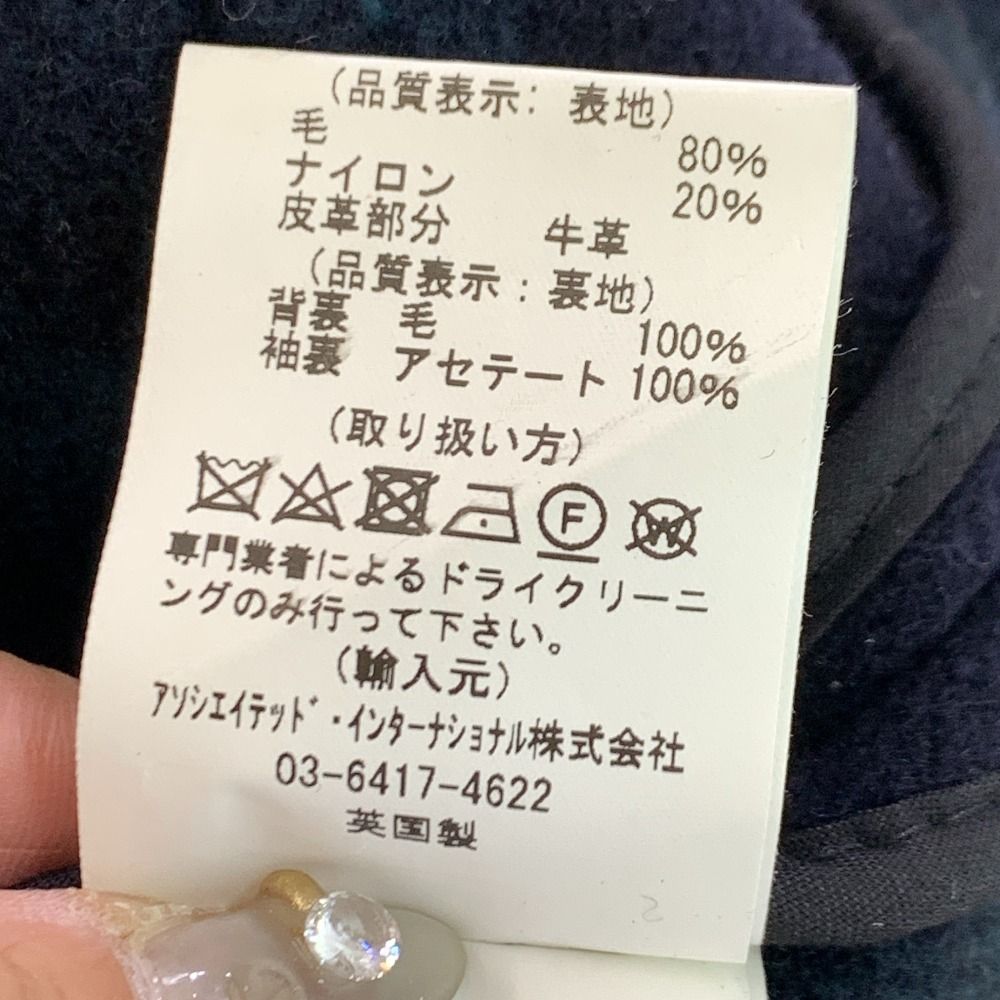 (品質表示: 表地)
毛 80%
ナイロン 20%
皮革部分 牛革
(品質表示:裏地)
背裏 毛 100%
袖裏 アセテート 100%
(取り扱い方)
F W
専門業者によるドライクリーニ
ングのみ行って下さい。
(輸入元)
アソシエイテッド・インターナショナル株式会社
03-6417-4622
英国製
2